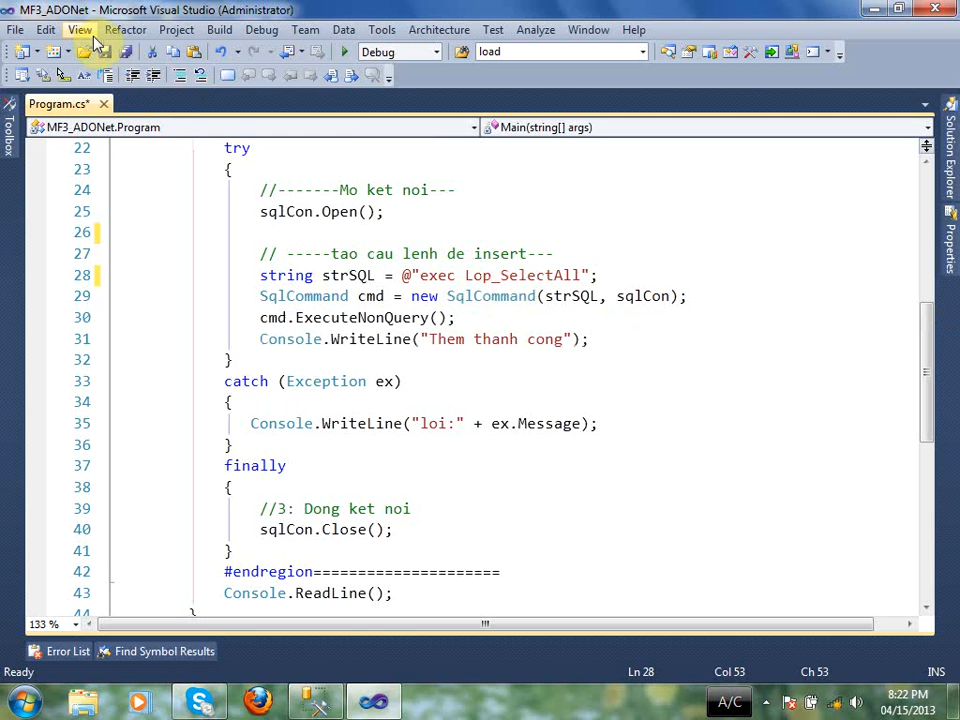 MF3_ADONet - Microsoft Visual Studio (Administrator)
File Edit View Refactor Project Build Debug Team Data Tools Architecture Test Analyze Window Help
Debug load
Program.cs*
MF3_ADONet.Program Main(string[] args)
22 try
23 {
24 //-------Mo ket noi---
25 sqlCon.Open();
26
27 // -----tao cau lenh de insert---
28 string strSQL = @"exec Lop_SelectAll";
29 SqlCommand cmd = new SqlCommand(strSQL, sqlCon);
30 cmd.ExecuteNonQuery();
31 Console.WriteLine("Them thanh cong");
32 }
33 catch (Exception ex)
34 {
35 Console.WriteLine("loi:" + ex.Message);
36 }
37 finally
38 {
39 //3: Dong ket noi
40 sqlCon.Close();
41 }
42 #endregion=====================
43 Console.ReadLine();
44 }
Toolbox
Solution Explorer
Properties
133 %
Error List Find Symbol Results
Ready Ln 28 Col 53 Ch 53 INS
A/C 8:22 PM
04/15/2013